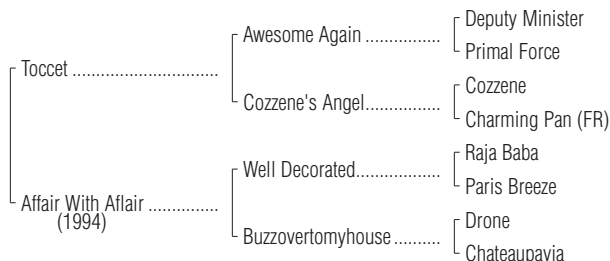 Toccet
Affair With Aflair
(1994)
Awesome Again
Cozzene's Angel
Well Decorated
Buzzovertomyhouse
Deputy Minister
Primal Force
Cozzene
Charming Pan (FR)
Raja Baba
Paris Breeze
Drone
Chateaupavia